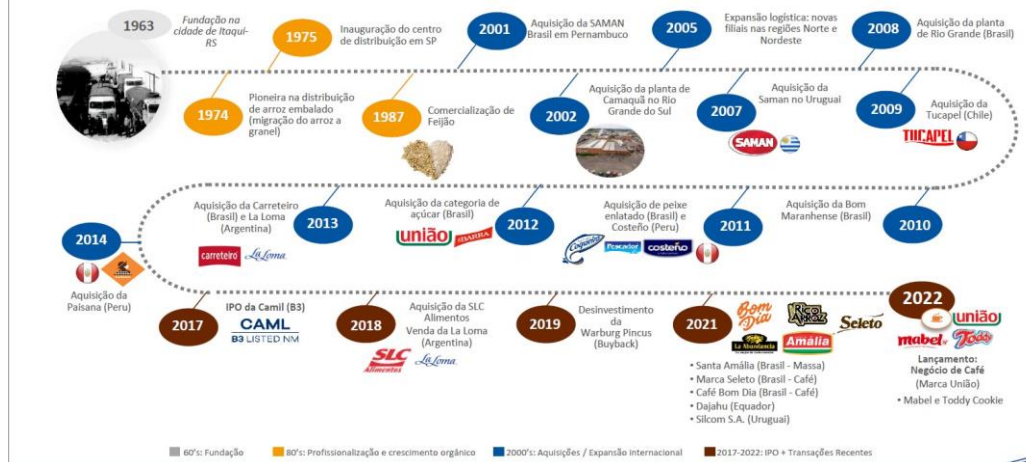 1963
Fundação na
cidade de Itaqui-
RS
1975
Inauguração do centro
de distribuição em SP
2001
Aquisição da SAMAN
Brasil em Pernambuco
2005
Expansão logística: novas
filiais nas regiões Norte e
Nordeste
2008
Aquisição da planta
de Rio Grande (Brasil)
1974
Pioneira na distribuição
de arroz embalado
(migração do arroz a
granel)
1987
Comercialização de
Feijão
2002
Aquisição da planta de
Camaquã no Rio
Grande do Sul
2007
Aquisição da
Saman no Uruguai
SAMAN
2009
Aquisição da
Tucapel (Chile)
TUCAPEL
2014
Aquisição da
Paisana (Peru)
Aquisição da Carreteiro
(Brasil) e La Loma
(Argentina)
carreteiro
La Loma
2013
Aquisição da categoria de
açúcar (Brasil)
união
DABARRA
2012
Aquisição de peixe
enlatado (Brasil) e
Costeño (Peru)
Coqueiro
Pescador
costeño
2011
Aquisição da Bom
Maranhense (Brasil)
2010
2017
IPO da Camil (B3)
CAML
B3 LISTED NM
2018
Aquisição da SLC
Alimentos
Venda da La Loma
(Argentina)
SLC
Alimentos
La Loma
2019
Desinvestimento
da
Warburg Pincus
(Buyback)
2021
BOM
DIA
RICO
ARROZ
Seleto
La Abundancia
Amália
• Santa Amália (Brasil - Massa)
• Marca Seleto (Brasil - Café)
• Café Bom Dia (Brasil - Café)
• Dajahu (Equador)
• Silcom S.A. (Uruguai)
2022
união
mabel
Toddy
Lançamento:
Negócio de Café
(Marca União)
• Mabel e Toddy Cookie
60's: Fundação
80's: Profissionalização e crescimento orgânico
2000's: Aquisições / Expansão internacional
2017-2022: IPO + Transações Recentes